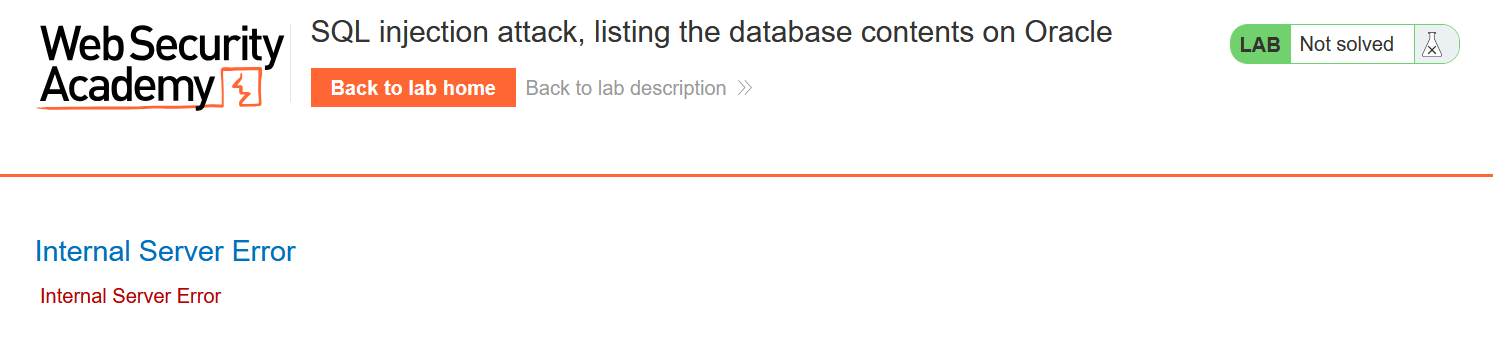 Web Security
Academy
SQL injection attack, listing the database contents on Oracle
Back to lab home
Back to lab description
LAB Not solved
Internal Server Error
Internal Server Error